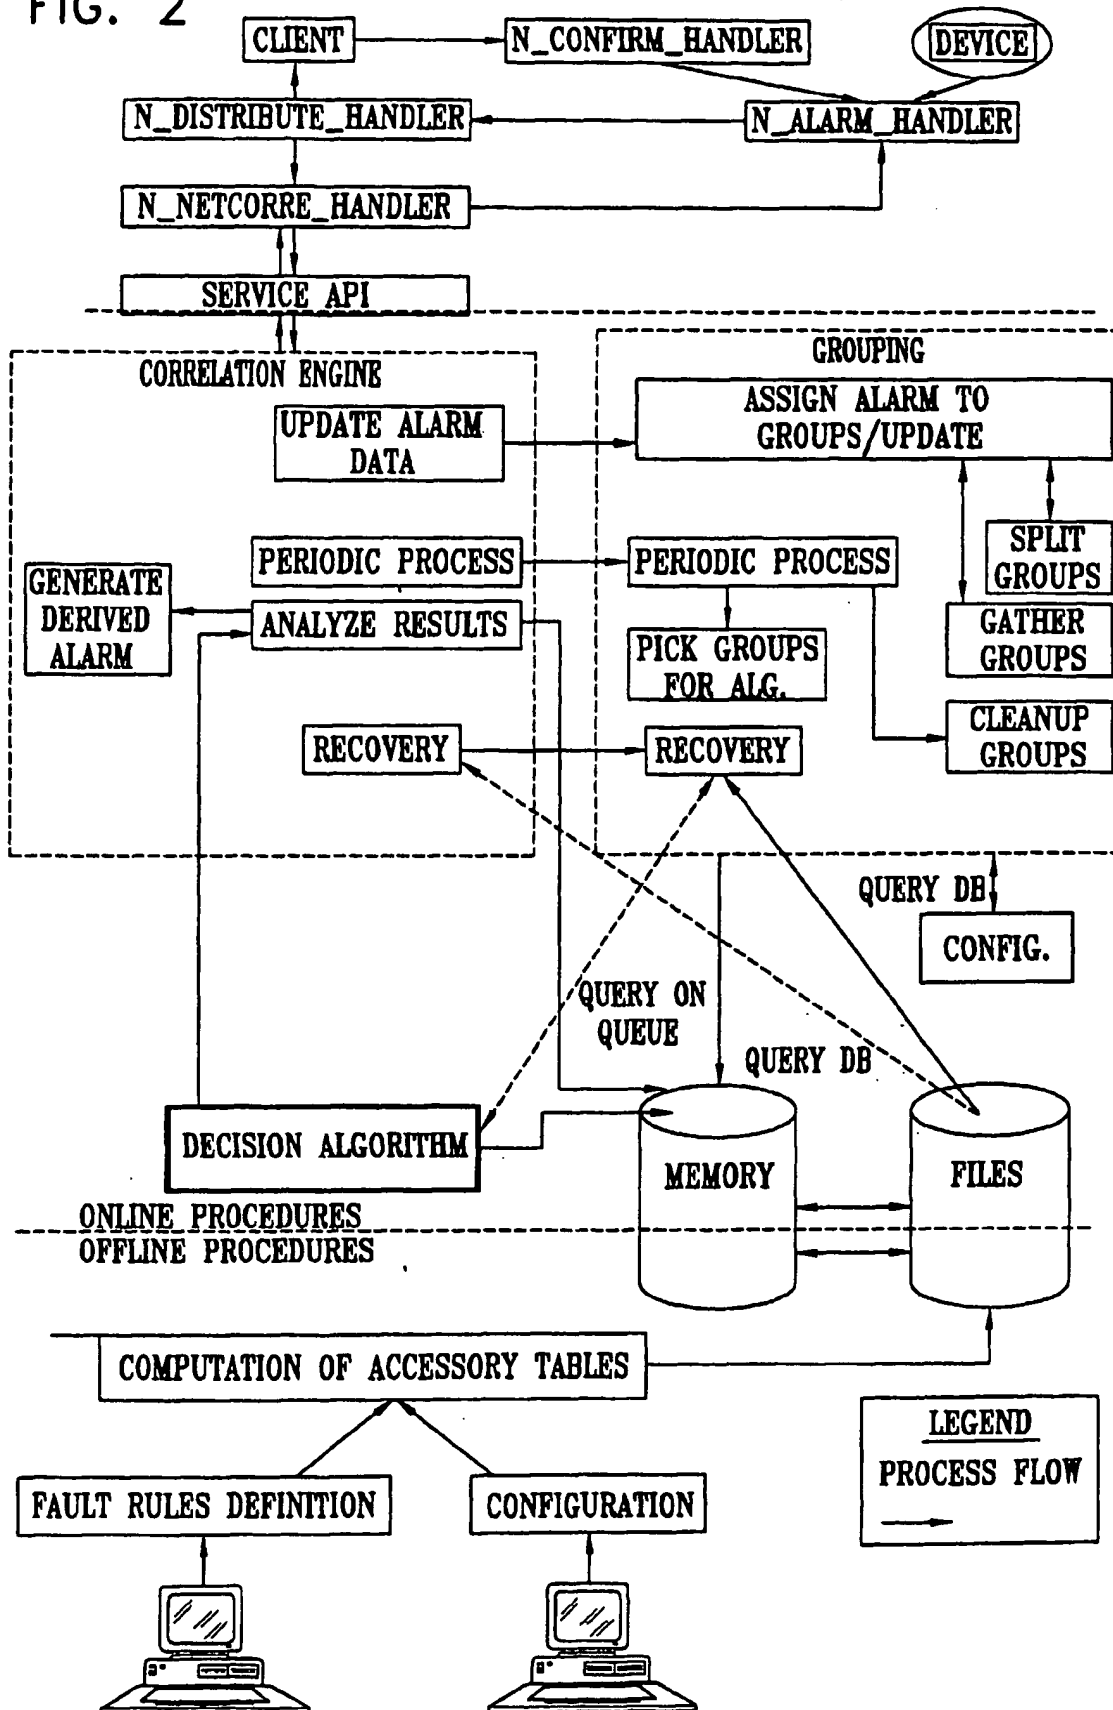 FIG. 2
CLIENT
N_CONFIRM_HANDLER
DEVICE
N_DISTRIBUTE_HANDLER
N_ALARM_HANDLER
N_NETCORRE_HANDLER
SERVICE API
CORRELATION ENGINE
GROUPING
UPDATE ALARM
DATA
ASSIGN ALARM TO
GROUPS/UPDATE
SPLIT
GROUPS
PERIODIC PROCESS
PERIODIC PROCESS
GENERATE
DERIVED
ALARM
ANALYZE RESULTS
GATHER
GROUPS
PICK GROUPS
FOR ALG.
RECOVERY
RECOVERY
CLEANUP
GROUPS
QUERY DB
CONFIG.
QUERY ON
QUEUE
QUERY DB
DECISION ALGORITHM
MEMORY
FILES
ONLINE PROCEDURES
OFFLINE PROCEDURES
COMPUTATION OF ACCESSORY TABLES
LEGEND
PROCESS FLOW
FAULT RULES DEFINITION
CONFIGURATION